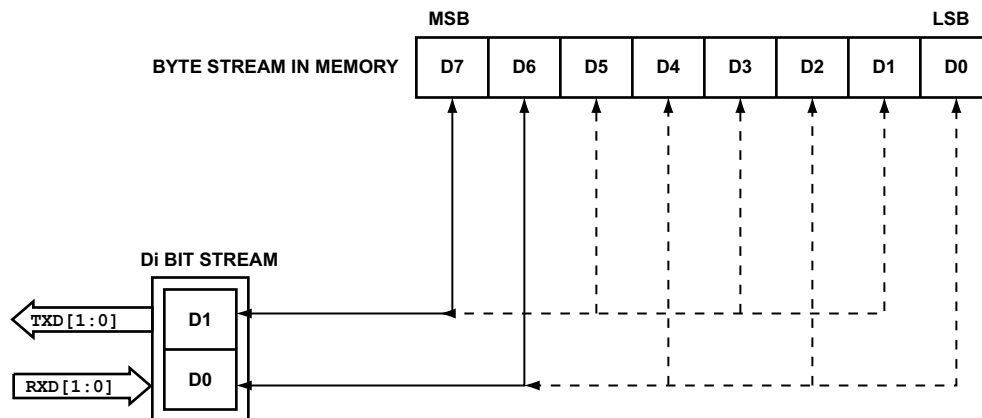 MSB LSB
BYTE STREAM IN MEMORY D7 D6 D5 D4 D3 D2 D1 D0
Di BIT STREAM
TXD[1:0] D1
RXD[1:0] D0